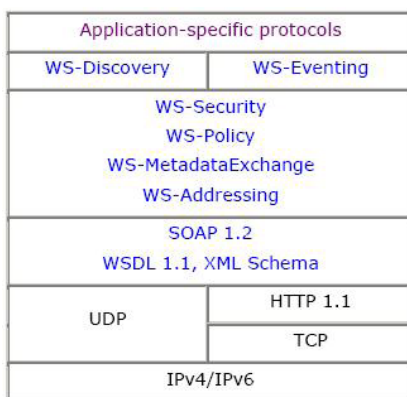 Application-specific protocols
WS-Discovery
WS-Eventing
WS-Security
WS-Policy
WS-MetadataExchange
WS-Addressing
SOAP 1.2
WSDL 1.1, XML Schema
UDP
HTTP 1.1
TCP
IPv4/IPv6